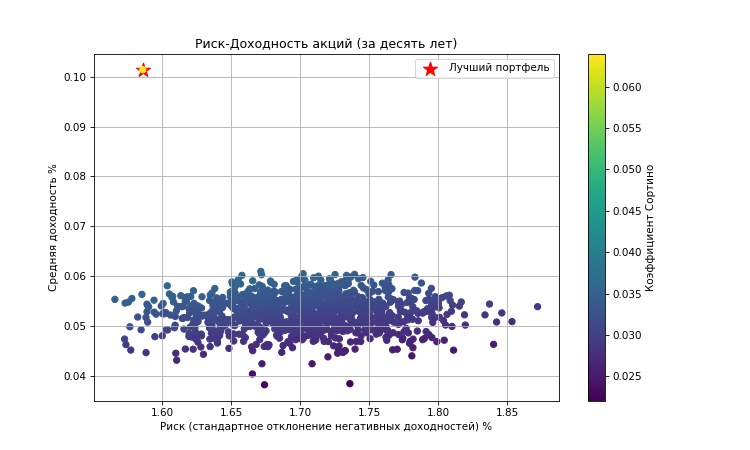 Риск-Доходность акций (за десять лет)
Лучший портфель
Средняя доходность %
0.10
0.09
0.08
0.07
0.06
0.05
0.04
1.60 1.65 1.70 1.75 1.80 1.85
Риск (стандартное отклонение негативных доходностей) %
0.060
0.055
0.050
0.045
0.040
0.035
0.030
0.025
Коэффициент Сортино